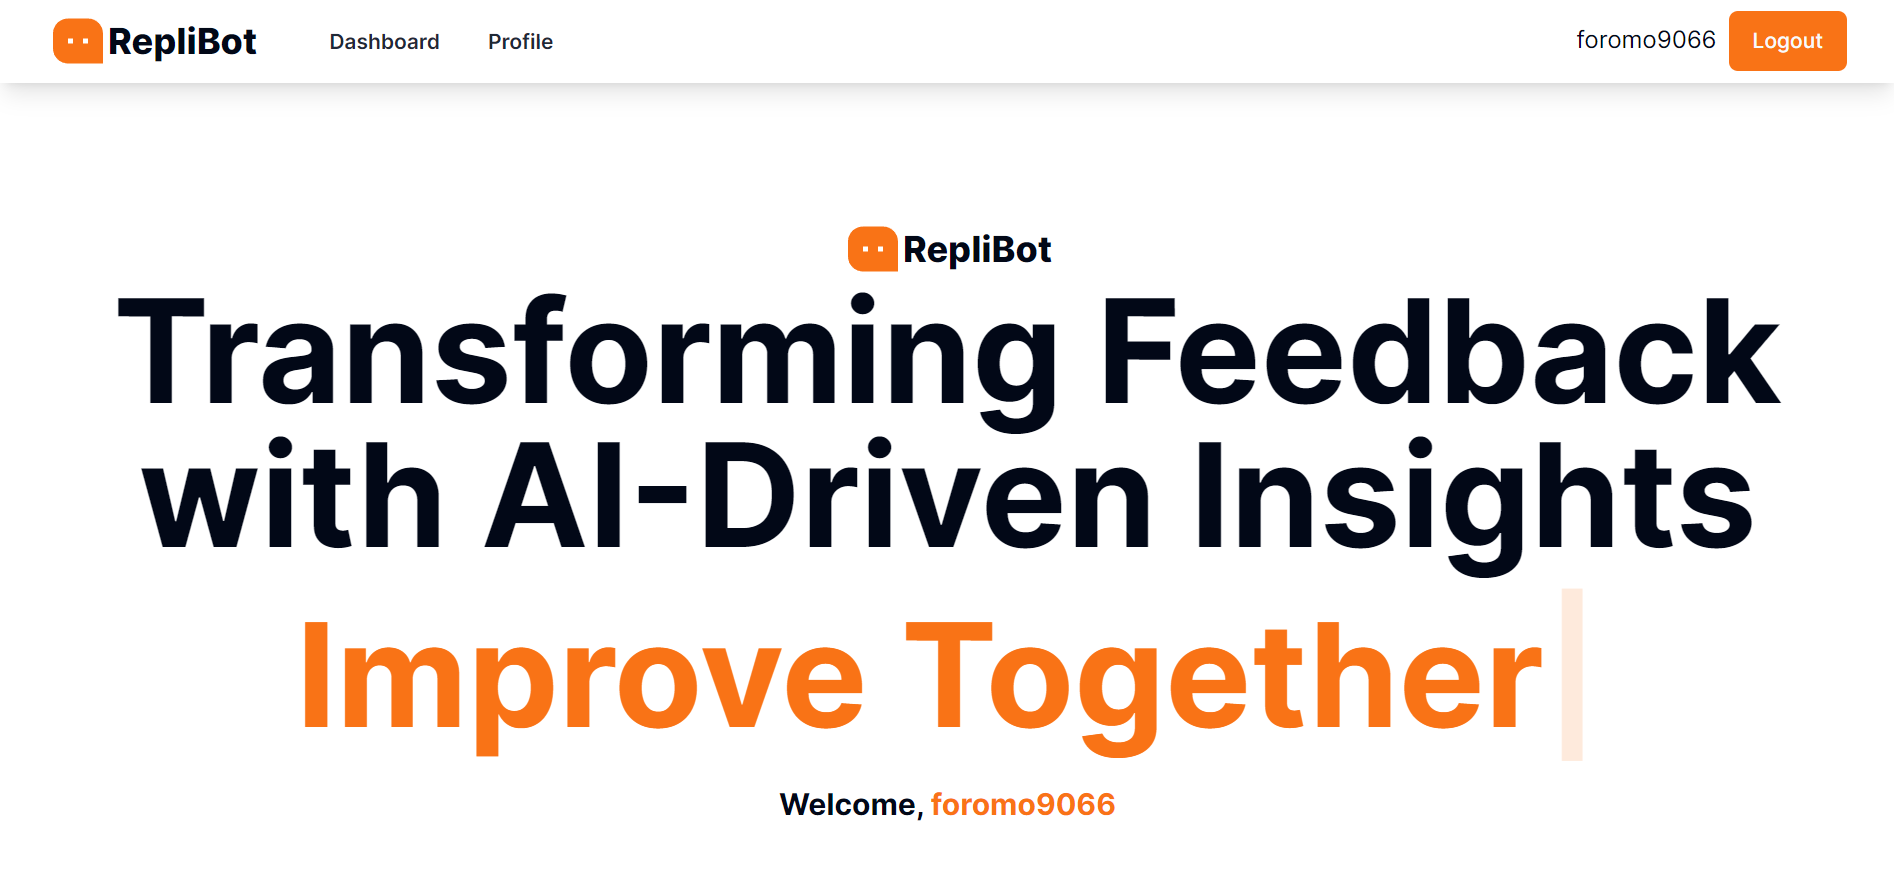 RepliBot Dashboard Profile foromo9066 Logout
RepliBot
Transforming Feedback
with AI-Driven Insights
Improve Together
Welcome, foromo9066